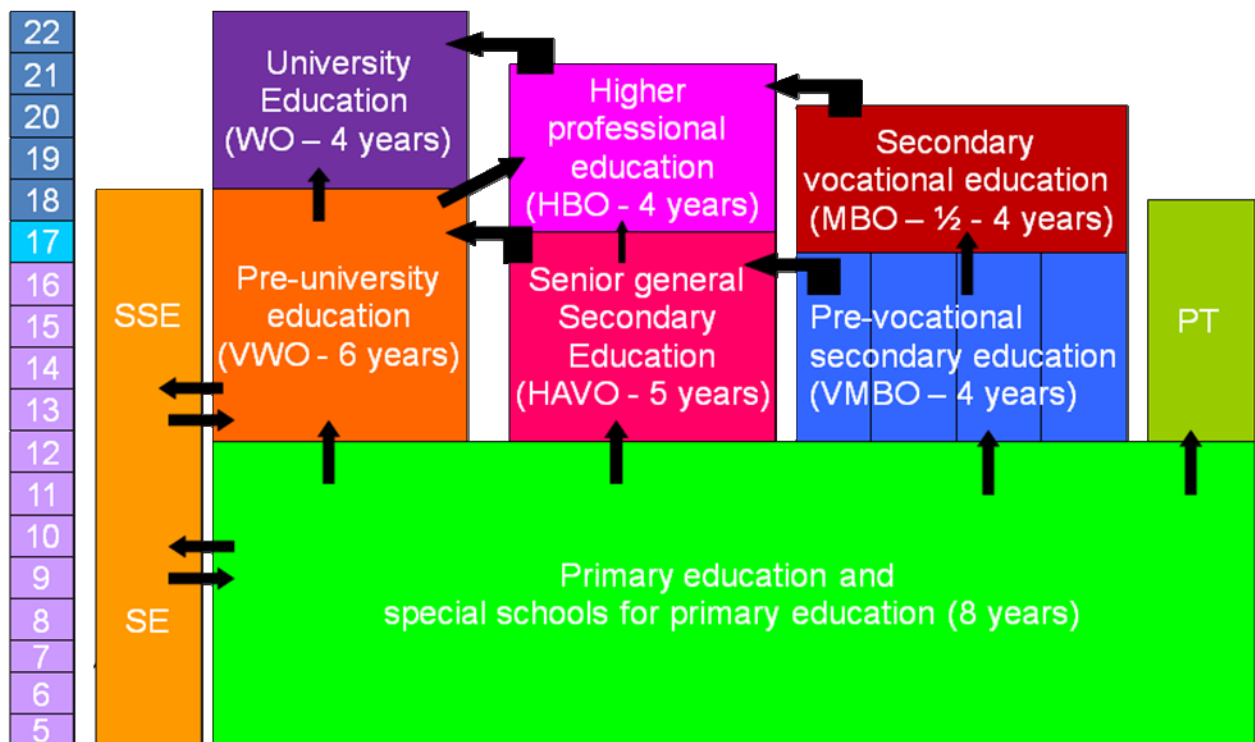 22
21
20
19
18
17
16
15
14
13
12
11
10
9
8
7
6
5
SSE
SE
University
Education
(WO – 4 years)
Pre-university
education
(VWO - 6 years)
Higher
professional
education
(HBO - 4 years)
Senior general
Secondary
Education
(HAVO - 5 years)
Secondary
vocational education
(MBO – ½ - 4 years)
Pre-vocational
secondary education
(VMBO – 4 years)
PT
Primary education and
special schools for primary education (8 years)